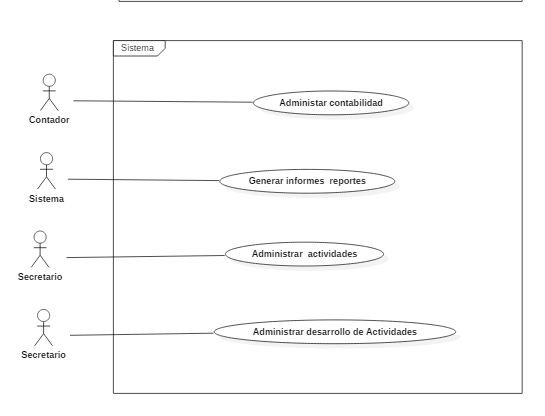 Sistema
Administar contabilidad
Contador
Generar informes  reportes
Sistema
Administrar  actividades
Secretario
Administrar desarrollo de Actividades
Secretario